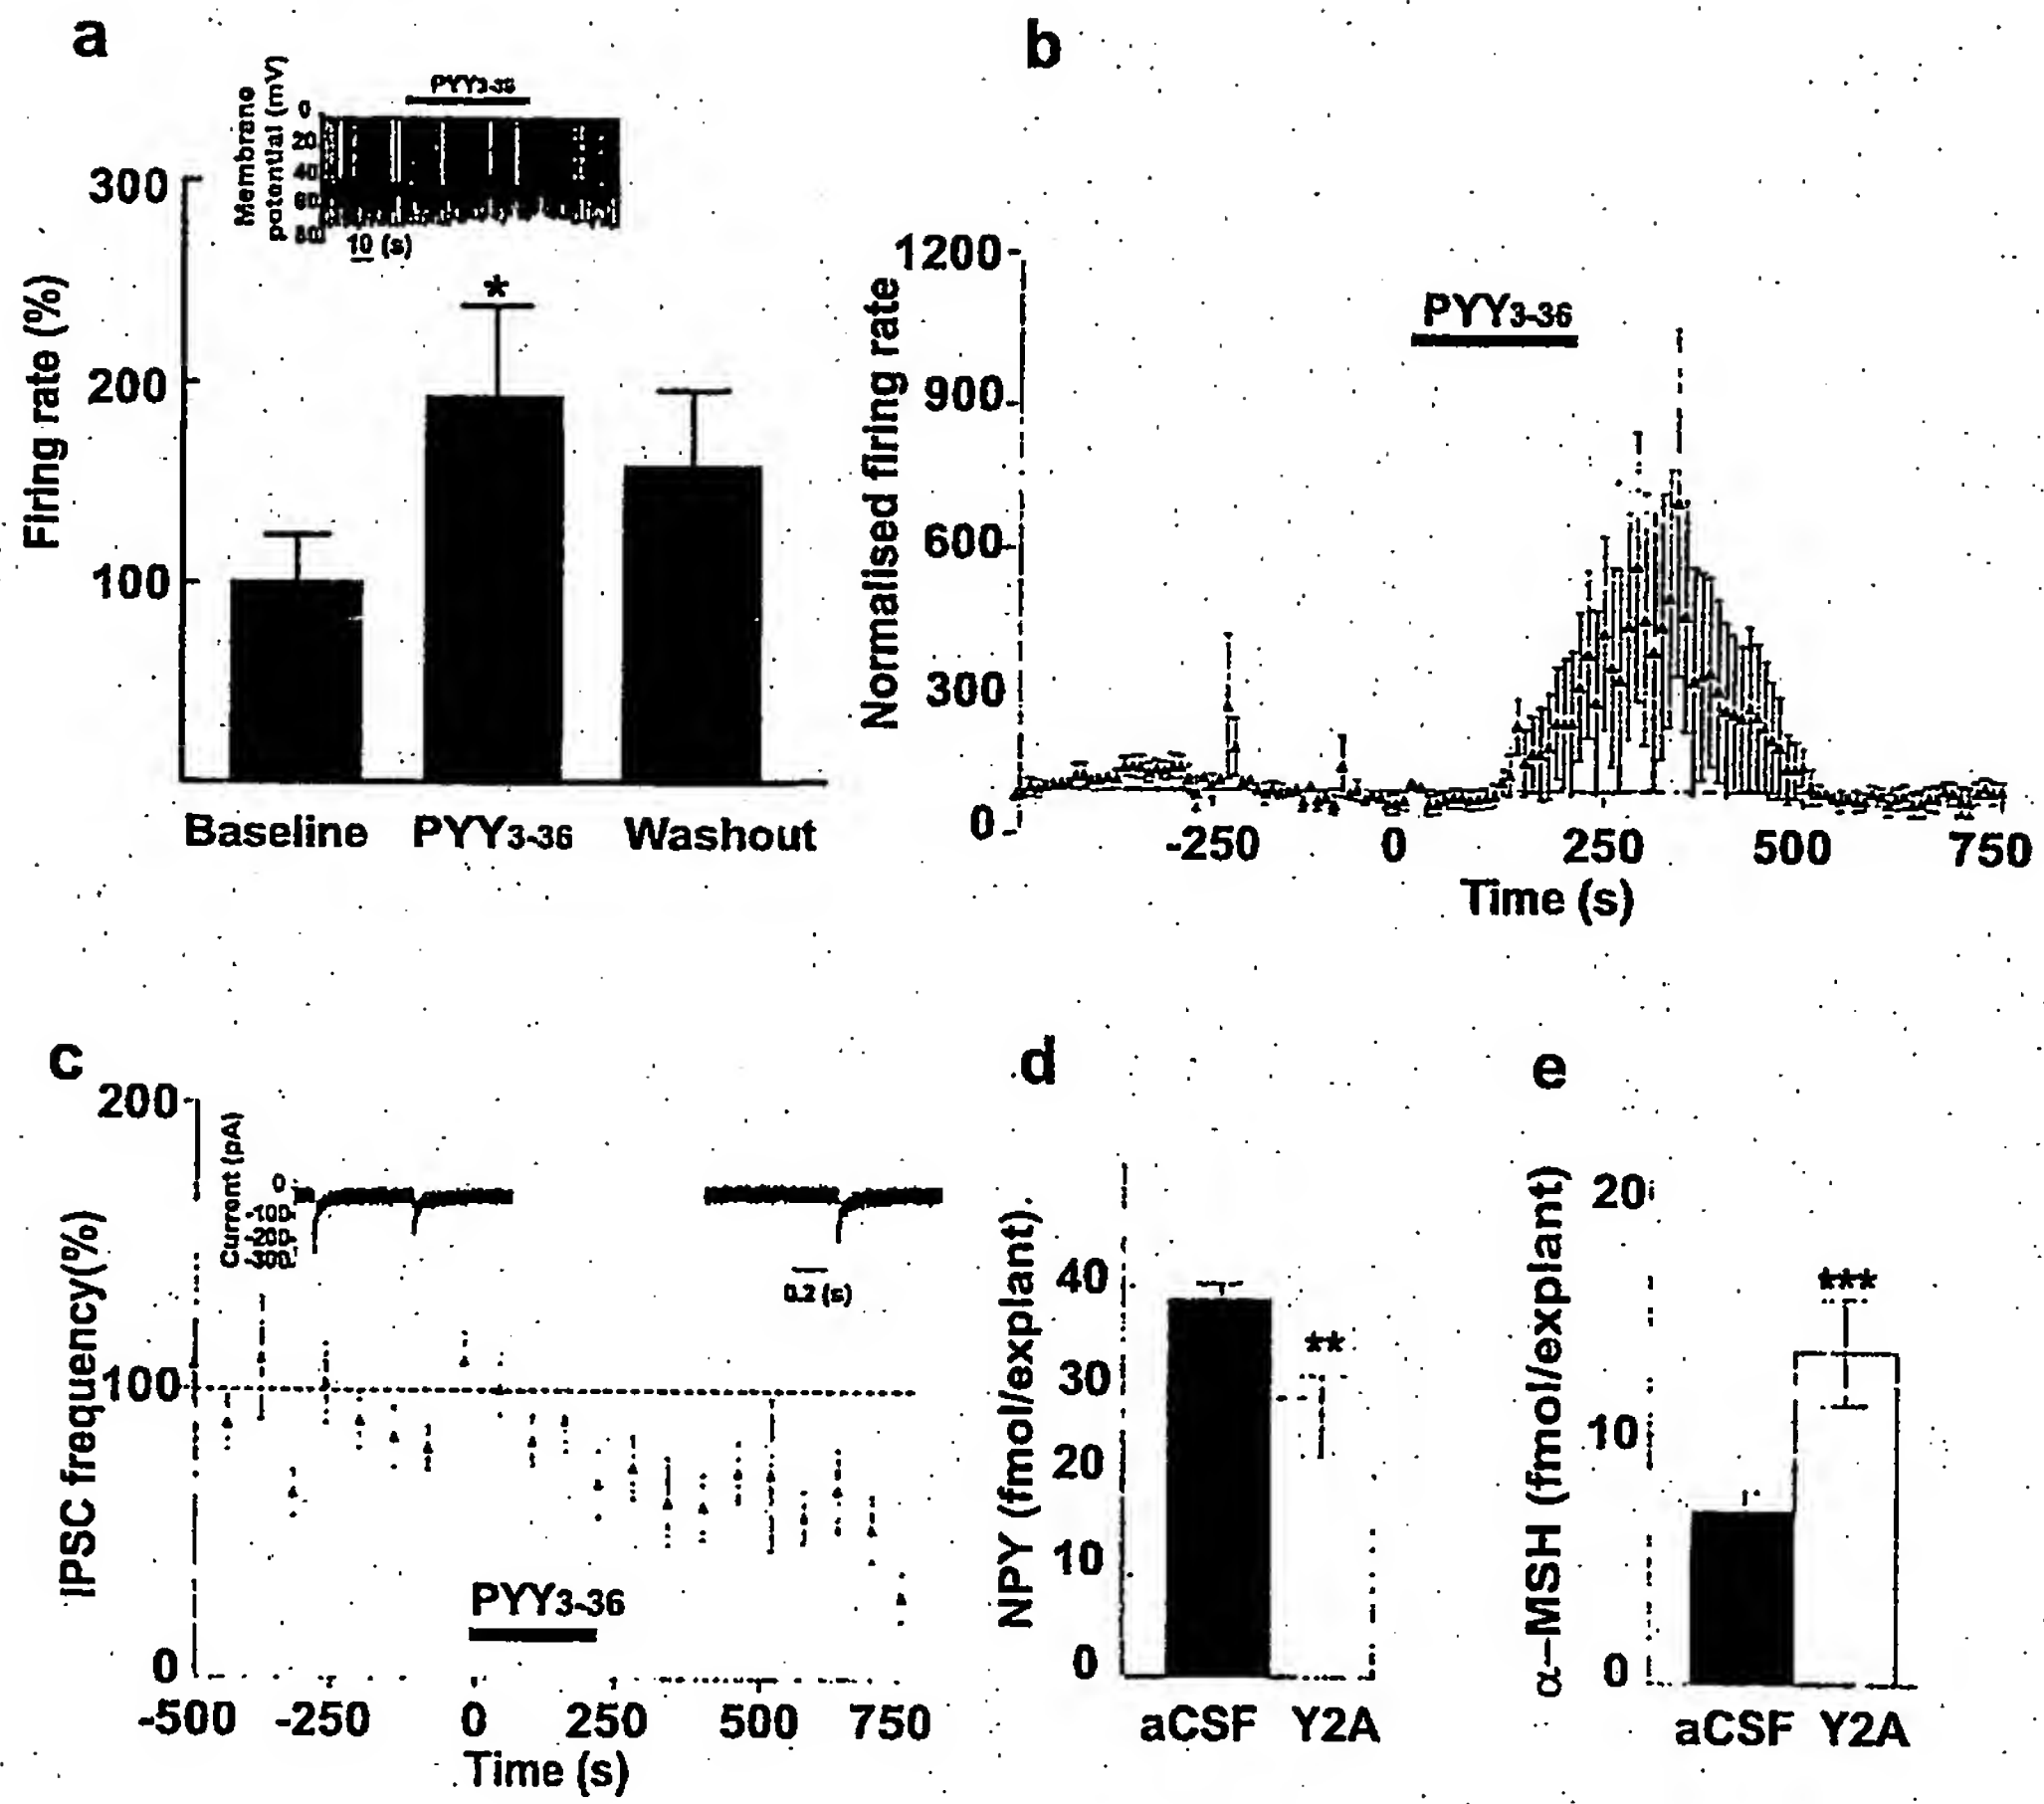 a
PYY3-36
Membrane
potential (mV)
0
20
40
60
80
10 (s)
Firing rate (%)
300
200
100
*
Baseline PYY3-36 Washout
b
Normalised firing rate
1200
900
600
300
0
PYY3-36
-250 0 250 500 750
Time (s)
c
IPSC frequency(%)
200
100
0
Current (pA)
0
-100
-200
-300
0.2 (s)
PYY3-36
-500 -250 0 250 500 750
Time (s)
d
NPY (fmol/explant)
40
30
20
10
0
**
aCSF Y2A
e
α-MSH (fmol/explant)
20
10
0
***
aCSF Y2A